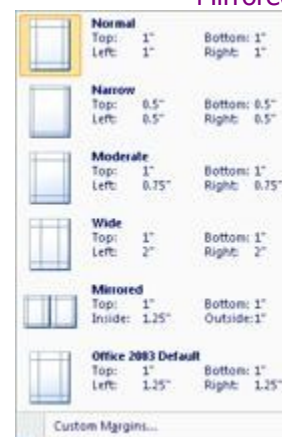 Mirrored
Normal
Top: 1" Bottom: 1"
Left: 1" Right: 1"
Narrow
Top: 0.5" Bottom: 0.5"
Left: 0.5" Right: 0.5"
Moderate
Top: 1" Bottom: 1"
Left: 0.75" Right: 0.75"
Wide
Top: 1" Bottom: 1"
Left: 2" Right: 2"
Mirrored
Top: 1" Bottom: 1"
Inside: 1.25" Outside: 1"
Office 2003 Default
Top: 1" Bottom: 1"
Left: 1.25" Right: 1.25"
Custom Margins...